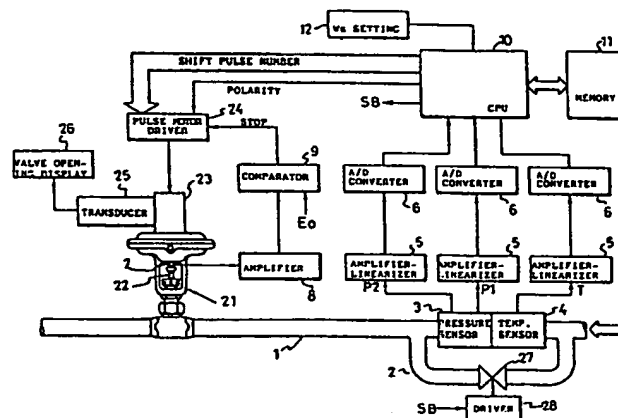 12
Ws SETTING
10
11
SHIFT PULSE NUMBER
POLARITY
SB
CPU
MEMORY
26
24
PULSE MOTOR
DRIVER
STOP
VALVE OPEN-
ING DISPLAY
25
23
9
TRANSDUCER
COMPARATOR
Eo
A/D
CONVERTER
6
A/D
CONVERTER
6
A/D
CONVERTER
6
2
22
21
AMPLIFIER
8
AMPLIFIER-
LINEARIZER
5
AMPLIFIER-
LINEARIZER
5
AMPLIFIER-
LINEARIZER
5
P2
P1
T
3
PRESSURE
SENSOR
TEMP.
SENSOR
4
1
2
27
SB
DRIVER
28